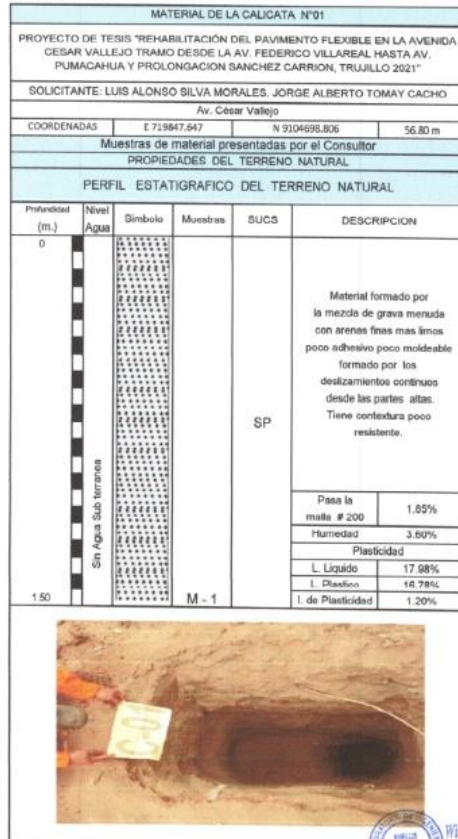 MATERIAL DE LA CALICATA N°01
PROYECTO DE TESIS "REHABILITACIÓN DEL PAVIMENTO FLEXIBLE EN LA AVENIDA
CESAR VALLEJO TRAMO DESDE LA AV. FEDERICO VILLAREAL HASTA AV.
PUMACAHUA Y PROLONGACION SANCHEZ CARRION, TRUJILLO 2021"
SOLICITANTE: LUIS ALONSO SILVA MORALES. JORGE ALBERTO TOMAY CACHO
Av. César Vallejo
COORDENADAS E 719847.647 N 9104698.806 56.80 m
Muestras de material presentadas por el Consultor
PROPIEDADES DEL TERRENO NATURAL
PERFIL ESTATIGRAFICO DEL TERRENO NATURAL
Profundidad (m.) Nivel Agua Simbolo Muestras SUCS DESCRIPCION
0
Material formado por
la mezcla de grava menuda
con arenas finas mas limos
poco adhesivo poco moldeable
formado por los
deslizamientos continuos
desde las partes altas.
Tiene contextura poco
resistente.
SP
Sin Agua Sub terranea
Pasa la malla # 200 1.85%
Humedad 3.60%
Plasticidad
L. Liquido 17.98%
L. Plastico 16.78%
1.50 M - 1 I. de Plasticidad 1.20%
C-01